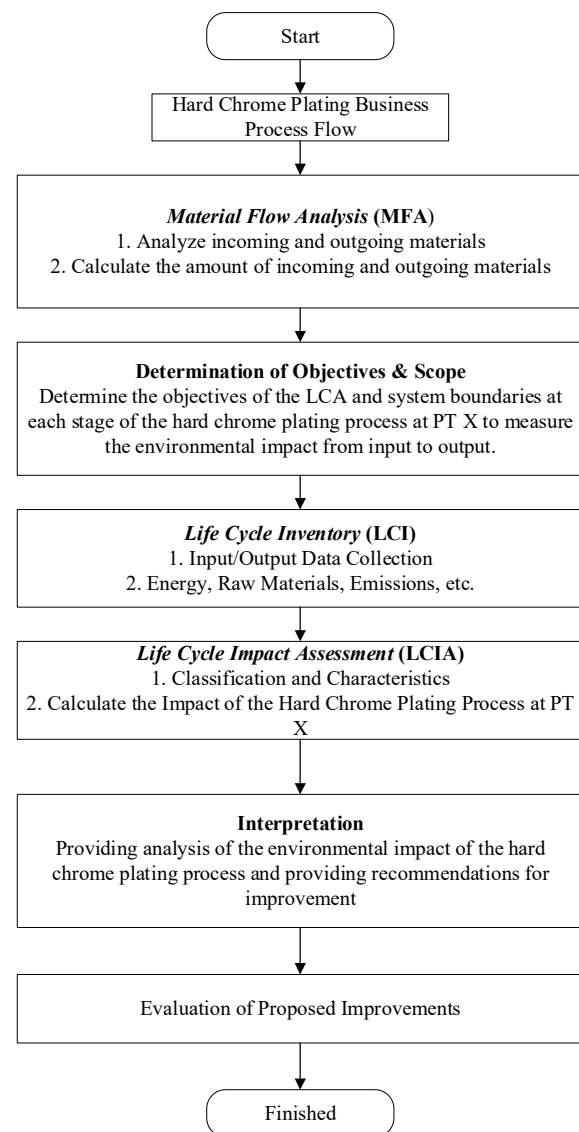 Start
Hard Chrome Plating Business
Process Flow
Material Flow Analysis (MFA)
1. Analyze incoming and outgoing materials
2. Calculate the amount of incoming and outgoing materials
Determination of Objectives & Scope
Determine the objectives of the LCA and system boundaries at
each stage of the hard chrome plating process at PT X to measure
the environmental impact from input to output.
Life Cycle Inventory (LCI)
1. Input/Output Data Collection
2. Energy, Raw Materials, Emissions, etc.
Life Cycle Impact Assessment (LCIA)
1. Classification and Characteristics
2. Calculate the Impact of the Hard Chrome Plating Process at PT
X
Interpretation
Providing analysis of the environmental impact of the hard
chrome plating process and providing recommendations for
improvement
Evaluation of Proposed Improvements
Finished